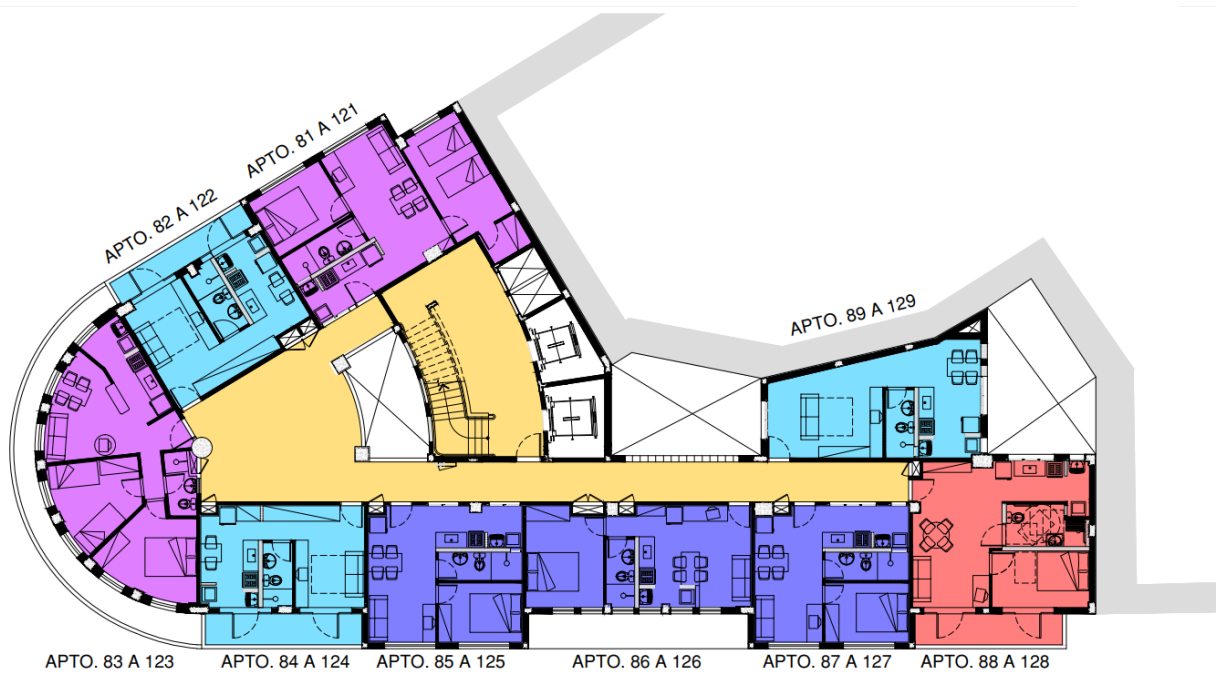 APTO. 81 A 121
APTO. 82 A 122
APTO. 89 A 129
APTO. 83 A 123
APTO. 84 A 124
APTO. 85 A 125
APTO. 86 A 126
APTO. 87 A 127
APTO. 88 A 128